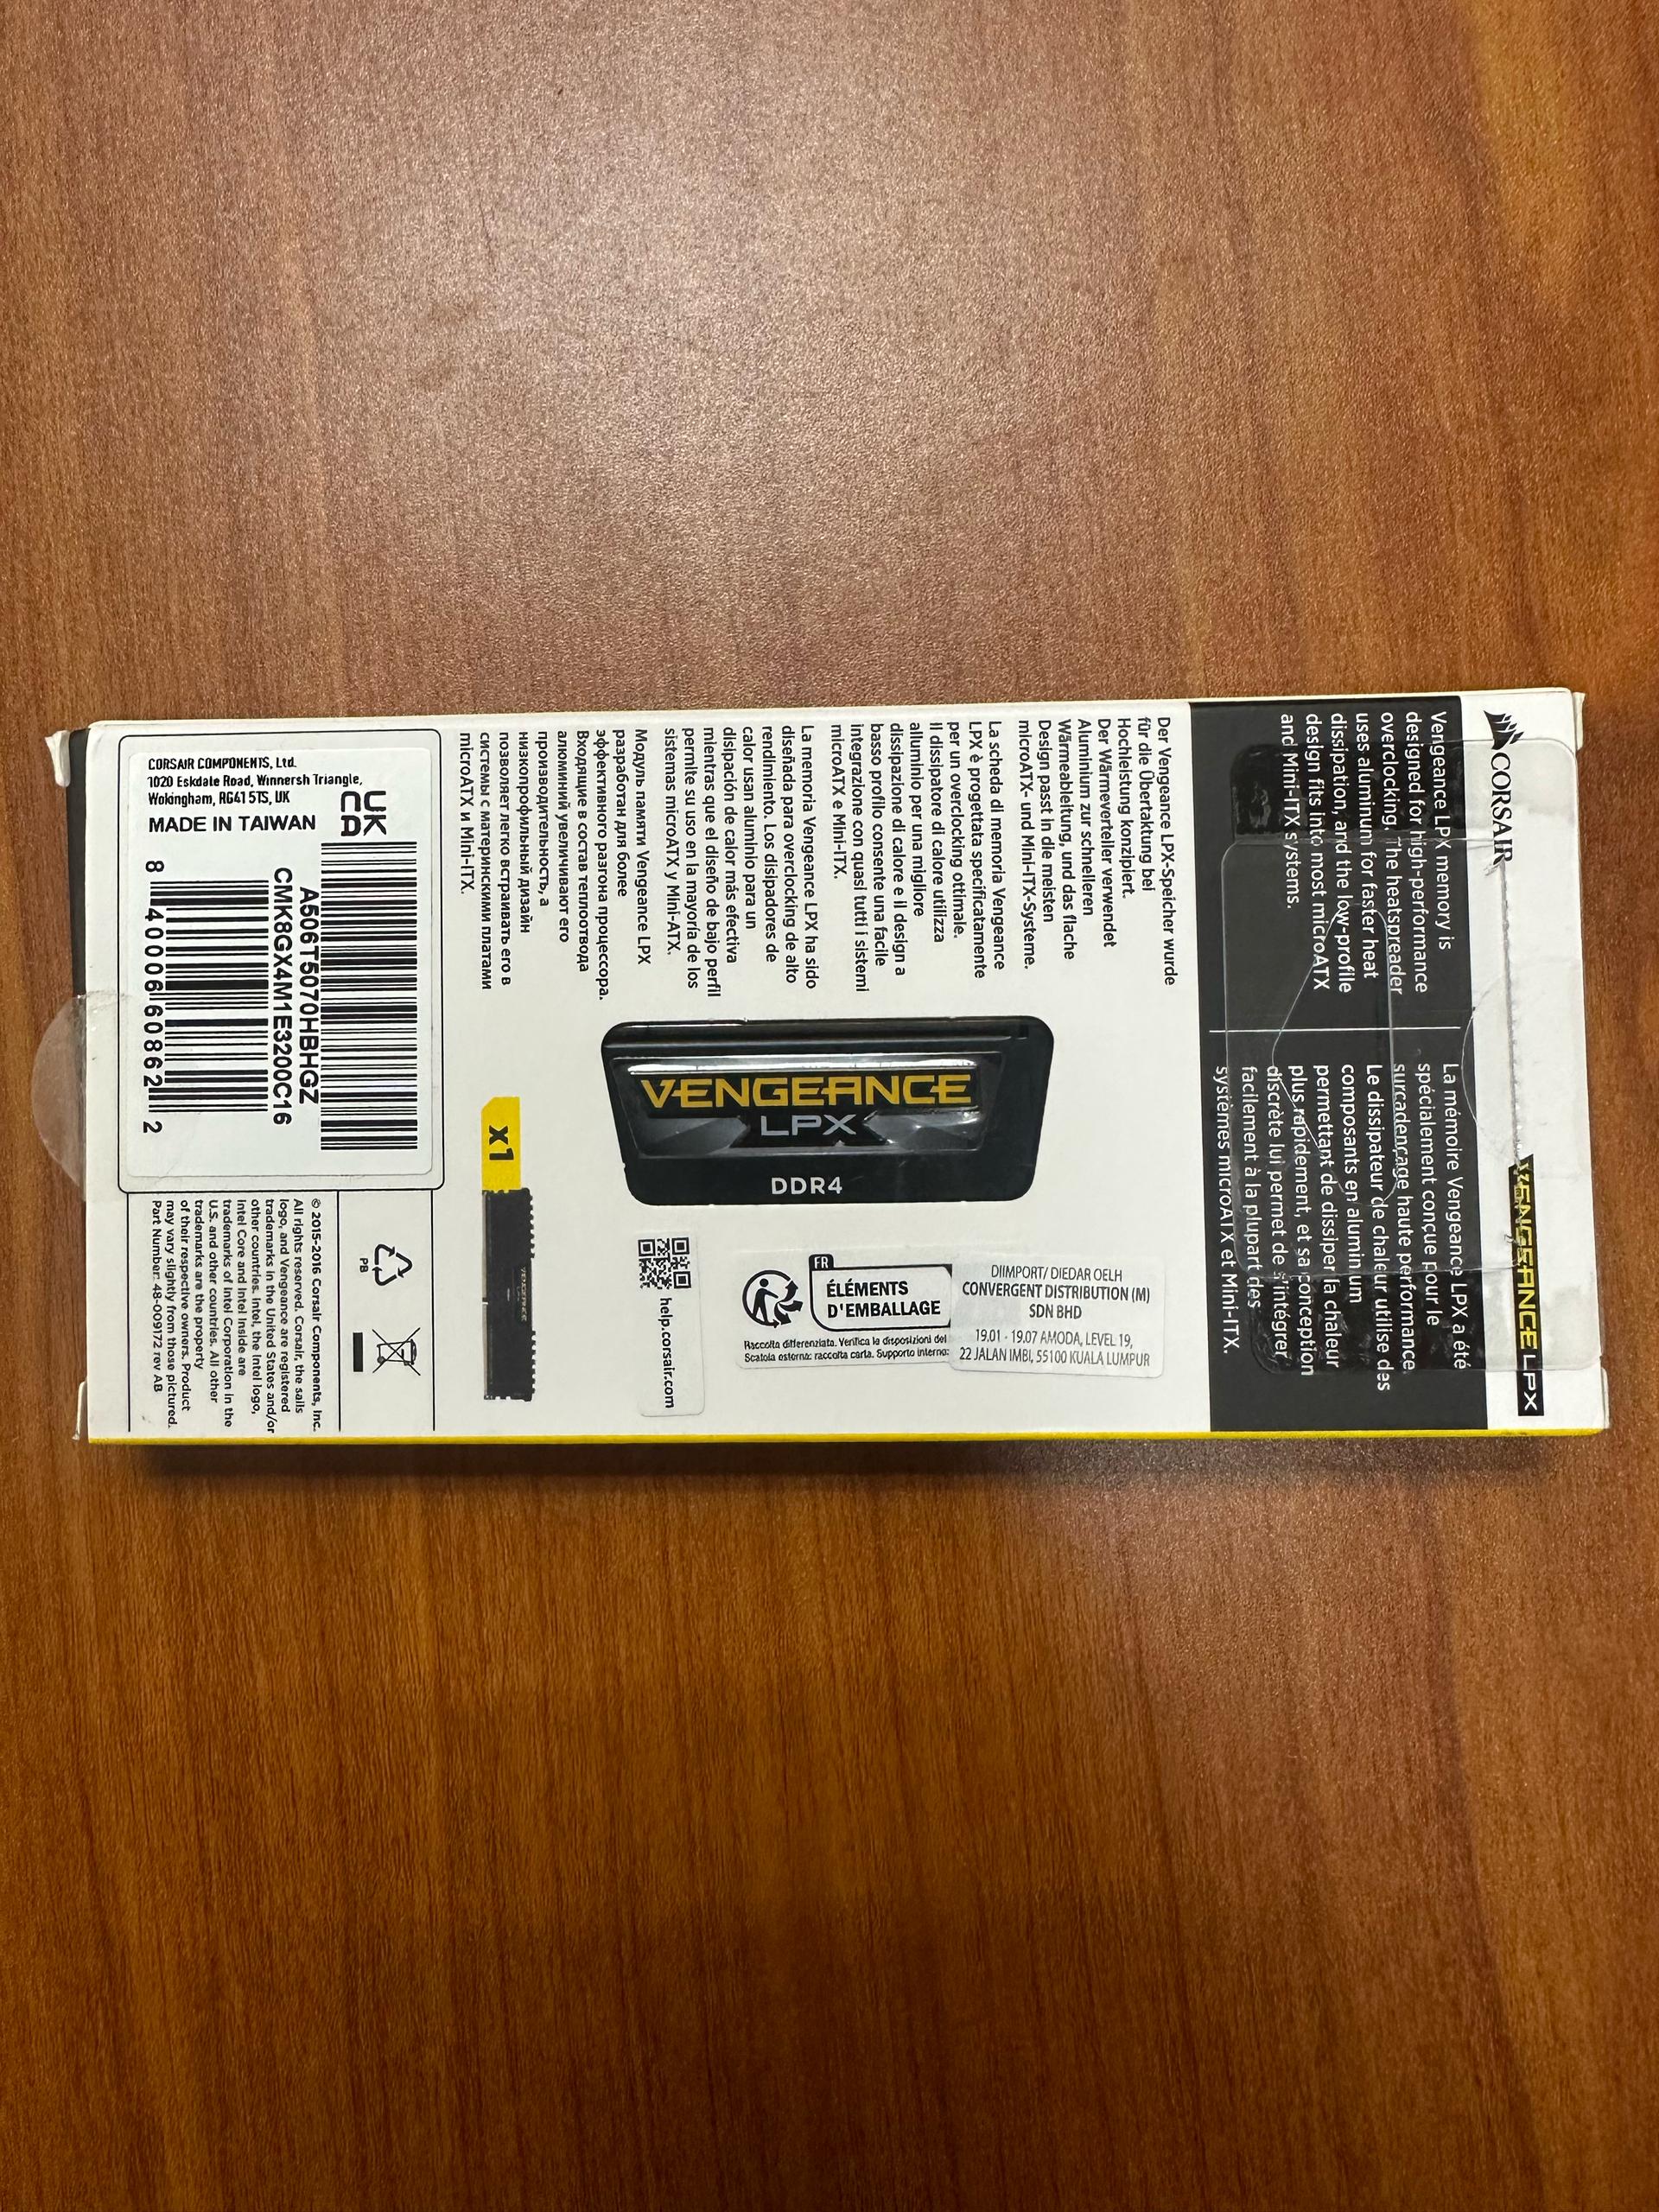 CORSAIR
VENGEANCE LPX
Vengeance LPX memory is
designed for high-performance
overclocking. The heatspreader
uses aluminum for faster heat
dissipation, and the low-profile
design fits into most microATX
and Mini-ITX systems.
La mémoire Vengeance LPX a été
spécialement conçue pour le
surcadençage haute performance.
Le dissipateur de chaleur utilise des
composants en aluminium
permettant de dissiper la chaleur
plus rapidement, et sa conception
discrète lui permet de s'intégrer
facilement à la plupart des
systèmes microATX et Mini-ITX.
Der Vengeance LPX-Speicher wurde
für die Übertaktung bei
Hochleistung konzipiert.
Der Wärmeverteiler verwendet
Aluminium zur schnelleren
Wärmeableitung, und das flache
Design passt in die meisten
microATX- und Mini-ITX-Systeme.
La scheda di memoria Vengeance
LPX è progettata specificatamente
per un overclocking ottimale.
Il dissipatore di calore utilizza
alluminio per una migliore
dissipazione di calore e il design a
basso profilo consente una facile
integrazione con quasi tutti i sistemi
microATX e Mini-ITX.
La memoria Vengeance LPX ha sido
diseñada para overclocking de alto
rendimiento. Los disipadores de
calor usan aluminio para un
disipación de calor más efectiva
mientras que el diseño de bajo perfil
permite su uso en la mayoría de los
sistemas microATX y Mini-ATX.
Модуль памяти Vengeance LPX
разработан для более
эффективного разгона процессора.
Входящие в состав теплоотвода
алюминий увеличивают его
производительность, а
низкопрофильный дизайн
позволяет легко встраивать его в
системы с материнскими платами
microATX и Mini-ITX.
VENGEANCE
LPX
DDR4
DIIMPORT/ DIEDAR OELH
CONVERGENT DISTRIBUTION (M)
SDN BHD
19.01 - 19.07 AMODA, LEVEL 19,
22 JALAN IMBI, 55100 KUALA LUMPUR
FR
ÉLÉMENTS
D'EMBALLAGE
Raccolta differenziata. Verifica le disposizioni del
Scatola esterna: raccolta carta. Supporto interno:
help.corsair.com
x1
VENGEANCE
CORSAIR COMPONENTS, Ltd.
1020 Eskdale Road, Winnersh Triangle,
Wokingham, RG41 5TS, UK
MADE IN TAIWAN
UK
CA
A506T5070HBHGZ
CMK8GX4M1E3200C16
8 40006 60862 2
PB
© 2015-2016 Corsair Components, Inc.
All rights reserved. Corsair, the sails
logo, and Vengeance are registered
trademarks in the United States and/or
other countries. Intel, the Intel logo,
Intel Core and Intel Inside are
trademarks of Intel Corporation in the
U.S. and other countries. All other
trademarks are the property
of their respective owners. Product
may vary slightly from those pictured.
Part Number: 48-009172 rev AB